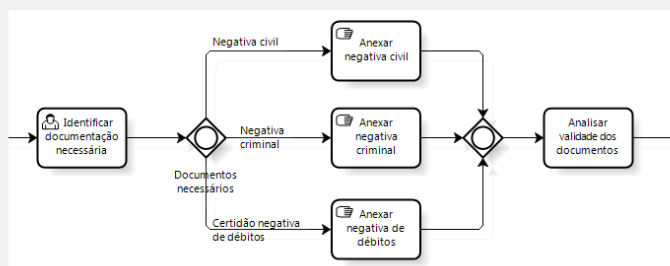 Identificar
documentação
necessária
Documentos
necessários
Negativa civil
Anexar
negativa civil
Negativa
criminal
Anexar
negativa
criminal
Certidão negativa
de débitos
Anexar
negativa de
débitos
Analisar
validade dos
documentos